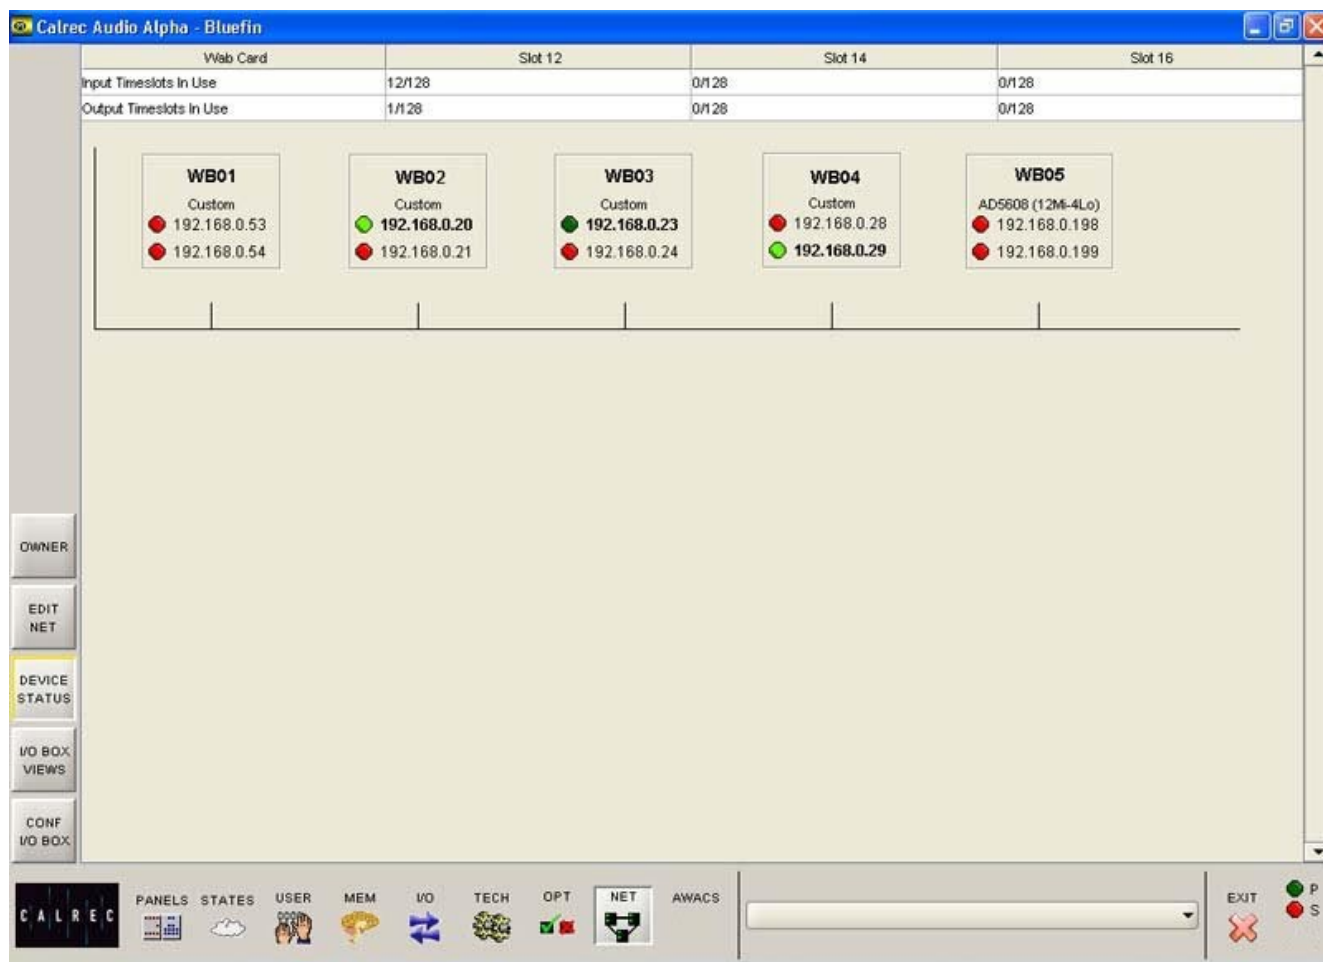 Calrec Audio Alpha - Bluefin
Wab Card Slot 12 Slot 14 Slot 16
Input Timeslots In Use 12/128 0/128 0/128
Output Timeslots In Use 1/128 0/128 0/128
WB01 WB02 WB03 WB04 WB05
Custom Custom Custom Custom AD5608 (12Mi-4Lo)
192.168.0.53 192.168.0.20 192.168.0.23 192.168.0.28 192.168.0.198
192.168.0.54 192.168.0.21 192.168.0.24 192.168.0.29 192.168.0.199
OWNER
EDIT
NET
DEVICE
STATUS
I/O BOX
VIEWS
CONF
I/O BOX
CALREC PANELS STATES USER MEM I/O TECH OPT NET AWACS EXIT P
S